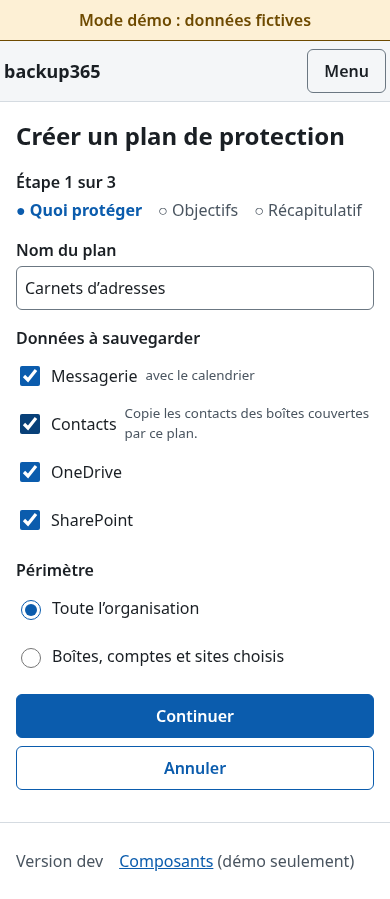 Mode démo : données fictives
backup365
Menu
Créer un plan de protection
Étape 1 sur 3
● Quoi protéger ○ Objectifs ○ Récapitulatif
Nom du plan
Carnets d’adresses
Données à sauvegarder
Messagerie avec le calendrier
Contacts Copie les contacts des boîtes couvertes
par ce plan.
OneDrive
SharePoint
Périmètre
Toute l’organisation
Boîtes, comptes et sites choisis
Continuer
Annuler
Version dev Composants (démo seulement)